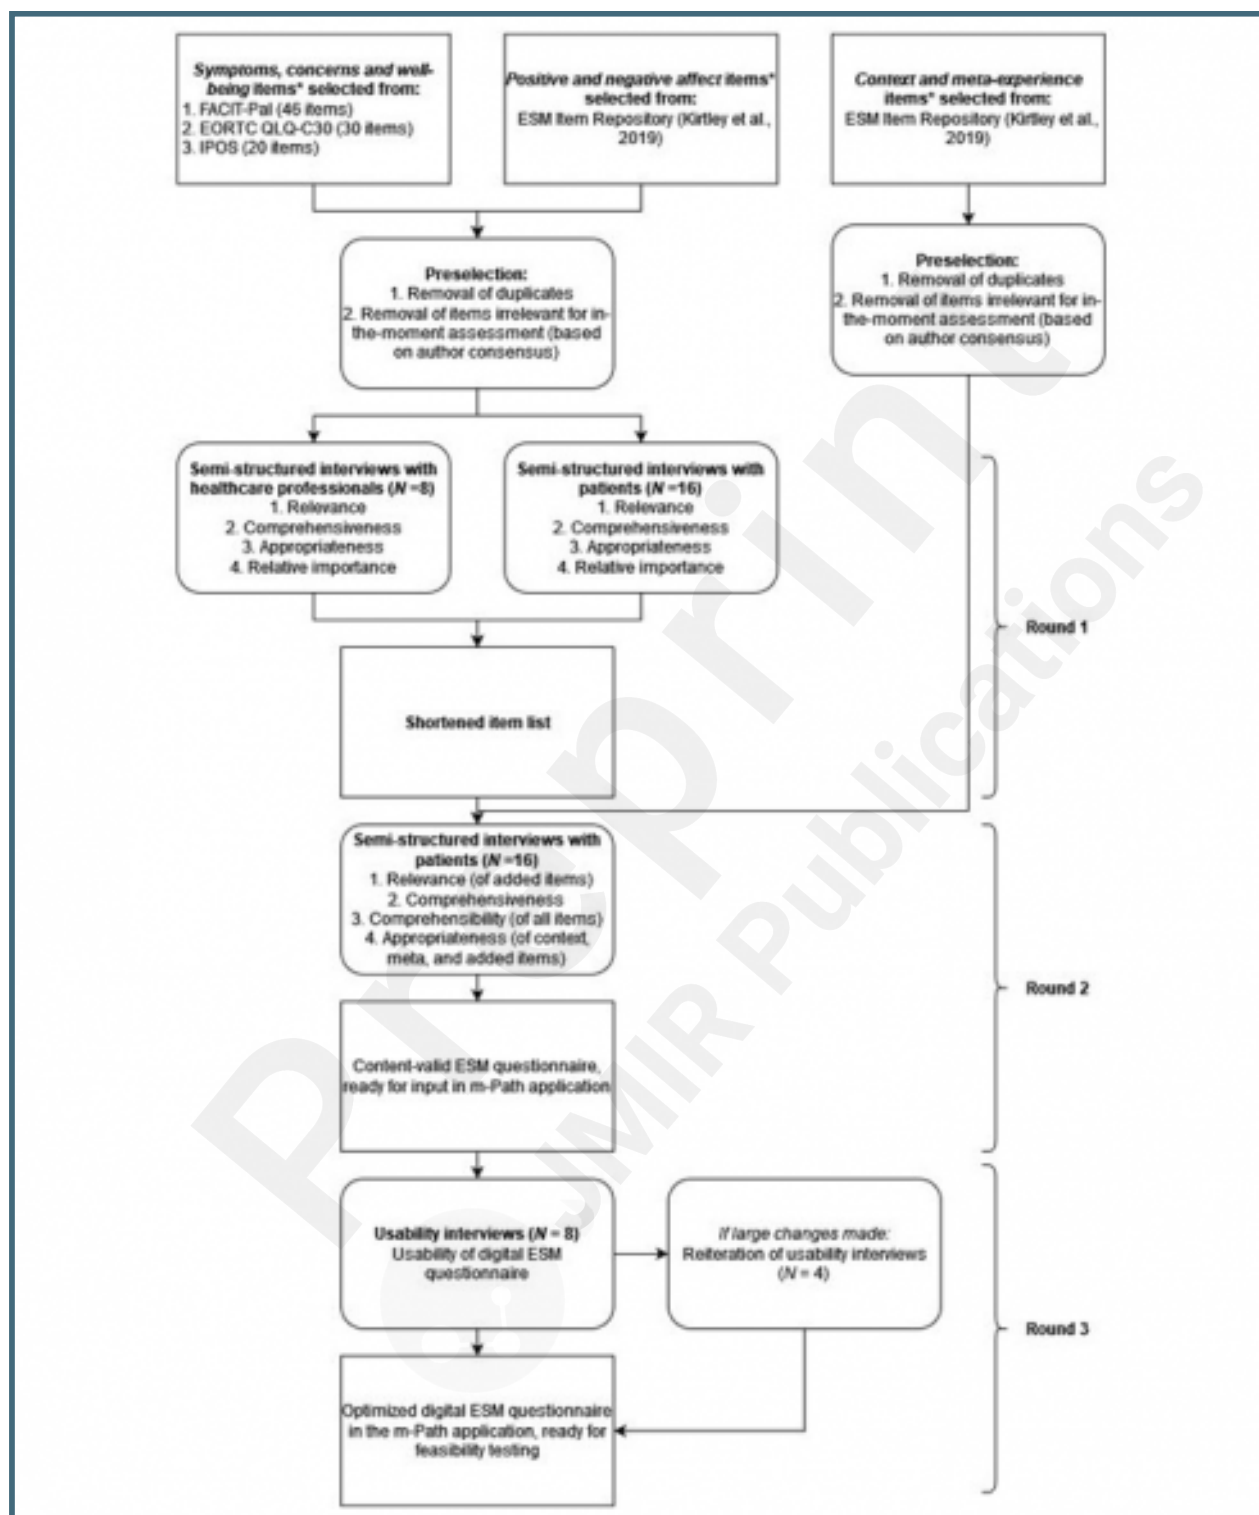 Symptoms, concerns and well-
being items* selected from:
1. FACIT-Pal (46 items)
2. EORTC QLQ-C30 (30 items)
3. IPOS (20 items)
Positive and negative affect items*
selected from:
ESM Item Repository (Kirtley et al.,
2019)
Context and meta-experience
items* selected from:
ESM Item Repository (Kirtley et al.,
2019)
Preselection:
1. Removal of duplicates
2. Removal of items irrelevant for in-
the-moment assessment (based
on author consensus)
Preselection:
1. Removal of duplicates
2. Removal of items irrelevant for in-
the-moment assessment (based
on author consensus)
Semi-structured interviews with
healthcare professionals (N =8)
1. Relevance
2. Comprehensiveness
3. Appropriateness
4. Relative importance
Semi-structured interviews with
patients (N =16)
1. Relevance
2. Comprehensiveness
3. Appropriateness
4. Relative importance
Round 1
Shortened item list
Semi-structured interviews with
patients (N =16)
1. Relevance (of added items)
2. Comprehensiveness
3. Comprehensibility (of all items)
4. Appropriateness (of context,
meta, and added items)
Round 2
Content-valid ESM questionnaire,
ready for input in m-Path application
Usability interviews (N = 8)
Usability of digital ESM
questionnaire
If large changes made:
Reiteration of usability interviews
(N = 4)
Round 3
Optimized digital ESM questionnaire
in the m-Path application, ready for
feasibility testing
Preprint
JMIR Publications